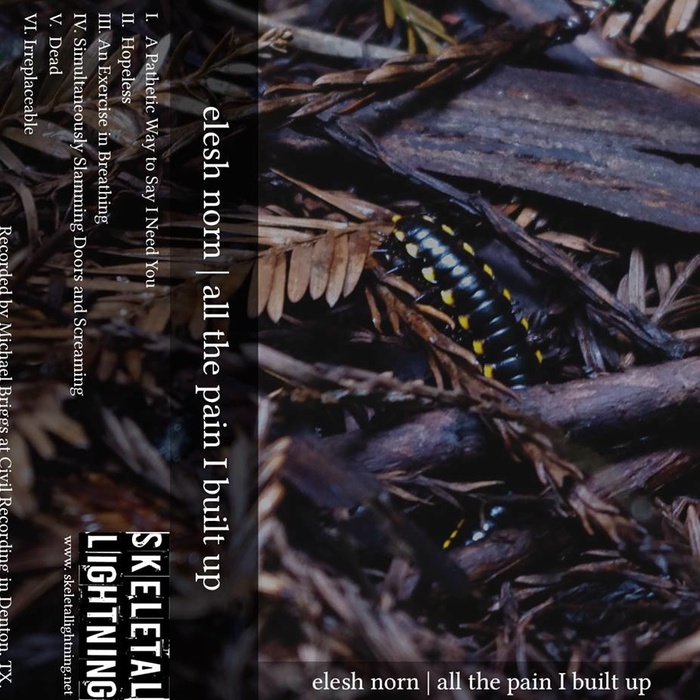 I. A Pathetic Way to Say I Need You
II. Hopeless
III. An Exercise in Breathing
IV. Simultaneously Slamming Doors and Screaming
V. Dead
VI. Irreplaceable
Recorded by Michael Briggs at Civil Recording in Denton, TX.
SKELETAL
LIGHTNING
www.skeletallightning.net
elesh norn | all the pain I built up
elesh norn | all the pain I built up